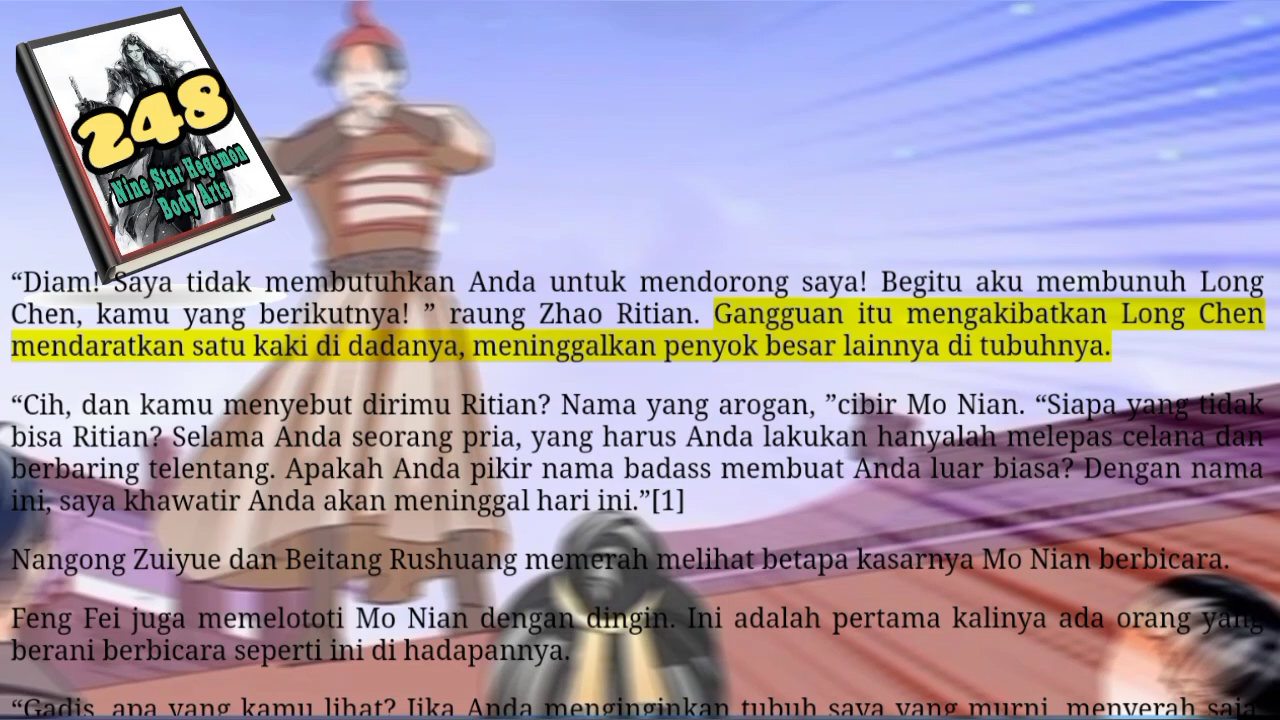 248
Nine Star Hegemon
Body Arts
“Diam! Saya tidak membutuhkan Anda untuk mendorong saya! Begitu aku membunuh Long
Chen, kamu yang berikutnya! ” raung Zhao Ritian. Gangguan itu mengakibatkan Long Chen
mendaratkan satu kaki di dadanya, meninggalkan penyok besar lainnya di tubuhnya.
“Cih, dan kamu menyebut dirimu Ritian? Nama yang arogan, ”cibir Mo Nian. “Siapa yang tidak
bisa Ritian? Selama Anda seorang pria, yang harus Anda lakukan hanyalah melepas celana dan
berbaring telentang. Apakah Anda pikir nama badass membuat Anda luar biasa? Dengan nama
ini, saya khawatir Anda akan meninggal hari ini.”[1]
Nangong Zuiyue dan Beitang Rushuang memerah melihat betapa kasarnya Mo Nian berbicara.
Feng Fei juga memelototi Mo Nian dengan dingin. Ini adalah pertama kalinya ada orang yang
berani berbicara seperti ini di hadapannya.
“Gadis, apa yang kamu lihat? Jika Anda menginginkan tubuh saya yang murni, menyerah saja.